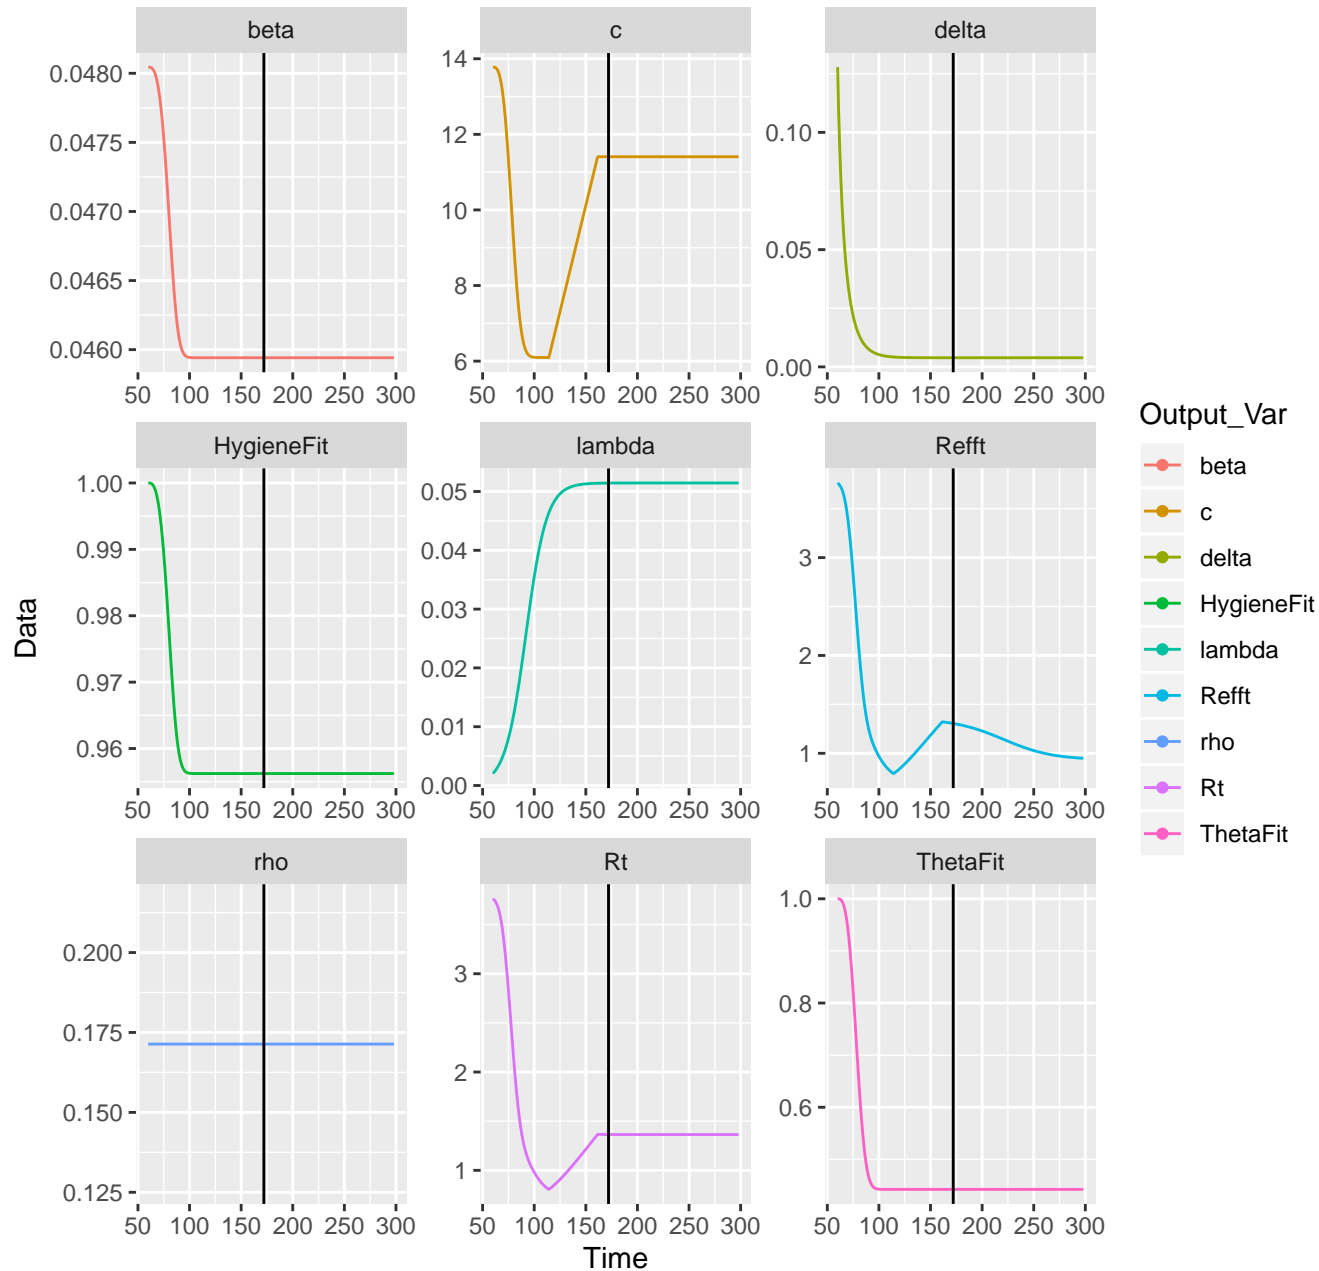 beta
c
delta
0.0480
0.0475
0.0470
0.0465
0.0460
14
12
10
8
6
0.10
0.05
0.00
50 100 150 200 250 300
50 100 150 200 250 300
50 100 150 200 250 300
HygieneFit
lambda
Refft
1.00
0.99
0.98
0.97
0.96
0.05
0.04
0.03
0.02
0.01
0.00
3
2
1
50 100 150 200 250 300
50 100 150 200 250 300
50 100 150 200 250 300
rho
Rt
ThetaFit
0.200
0.175
0.150
0.125
3
2
1
1.0
0.8
0.6
50 100 150 200 250 300
50 100 150 200 250 300
50 100 150 200 250 300
Data
Time
Output_Var
beta
c
delta
HygieneFit
lambda
Refft
rho
Rt
ThetaFit